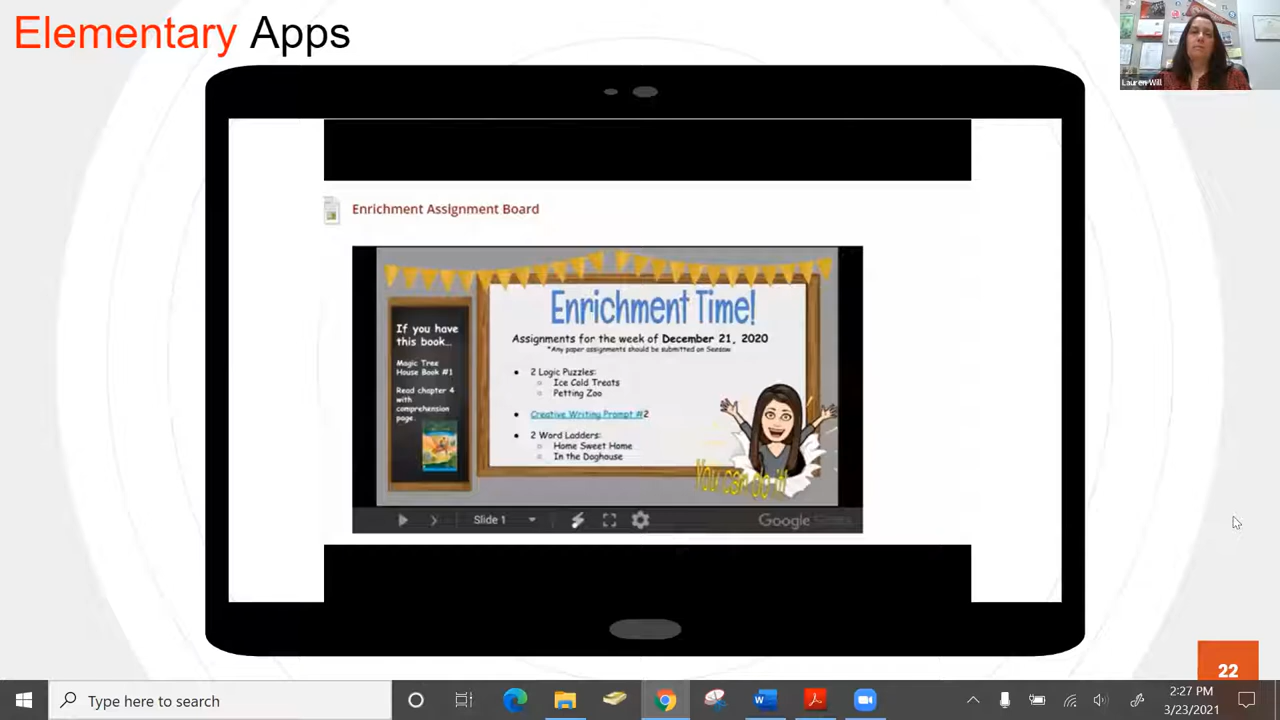 Elementary Apps
Lauren Will
Enrichment Assignment Board
Enrichment Time!
Assignments for the week of December 21, 2020
*Any paper assignments should be submitted on Seesaw
If you have
this book...
Magic Tree
House Book #1
Read chapter 4
with
comprehension
page.
2 Logic Puzzles:
Ice Cold Treats
Petting Zoo
Creative Writing Prompt #2
2 Word Ladders:
Home Sweet Home
In the Doghouse
You can do it!
Slide 1
Google Slides
22
Type here to search
2:27 PM
3/23/2021